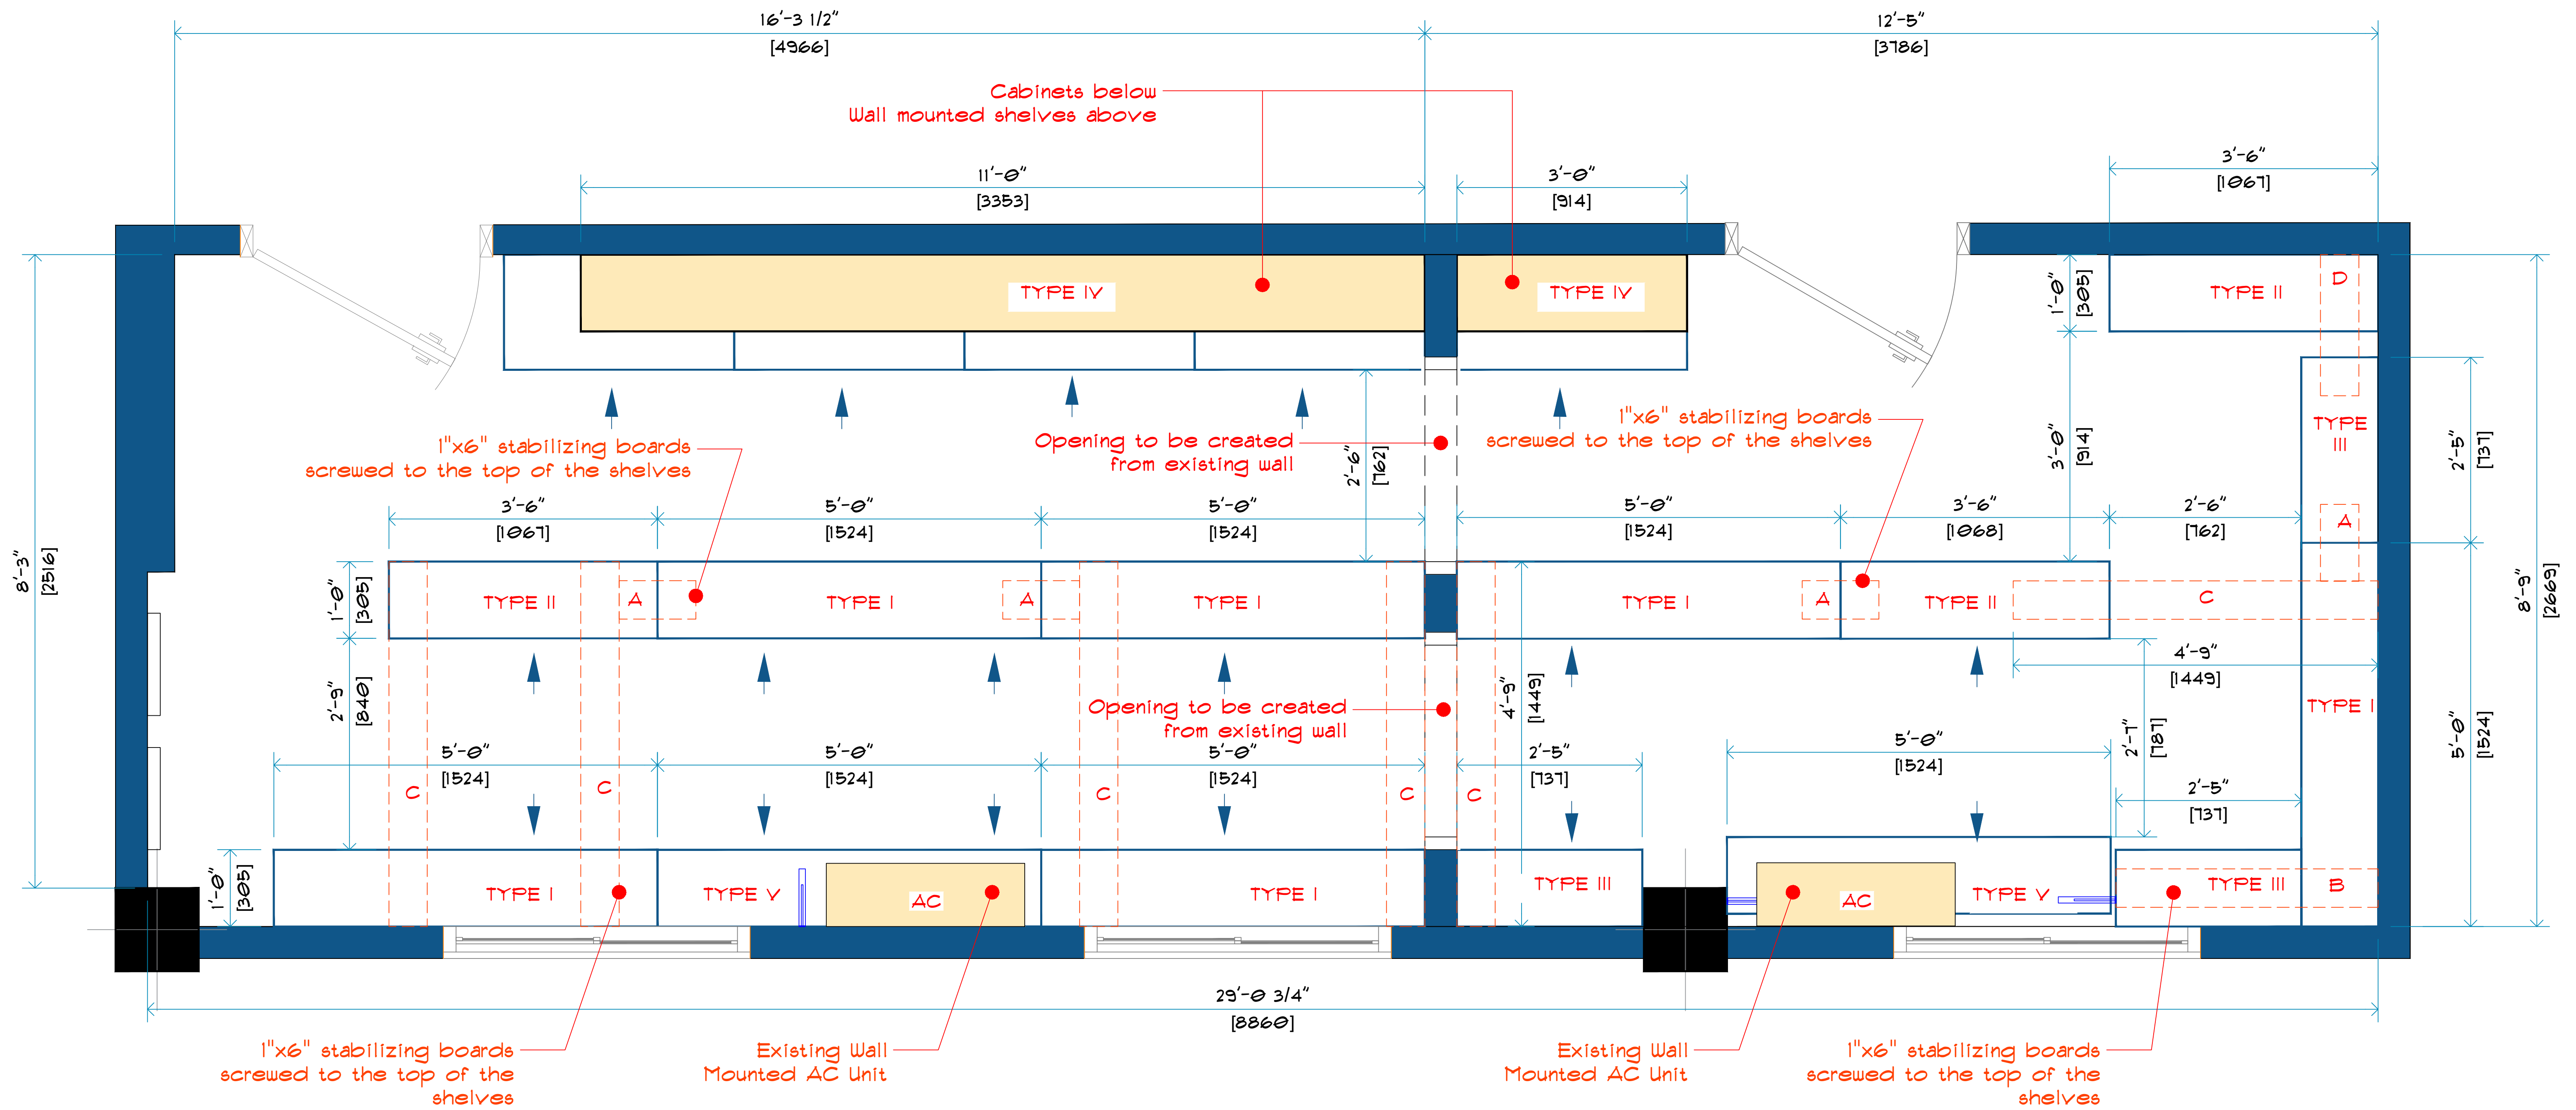 16'-3 1/2"
[4966]
12'-5"
[3786]
Cabinets below
Wall mounted shelves above
11'-0"
[3353]
3'-0"
[914]
3'-6"
[1067]
TYPE IV
TYPE IV
TYPE II
D
1'-0"
[305]
8'-3"
[2516]
1"x6" stabilizing boards
screwed to the top of the shelves
Opening to be created
from existing wall
2'-6"
[762]
1"x6" stabilizing boards
screwed to the top of the shelves
3'-0"
[914]
TYPE
III
2'-5"
[737]
8'-9"
[2669]
3'-6"
[1067]
5'-0"
[1524]
5'-0"
[1524]
5'-0"
[1524]
3'-6"
[1068]
2'-6"
[762]
A
1'-0"
[305]
TYPE II
A
TYPE I
A
TYPE I
TYPE I
A
TYPE II
C
4'-9"
[1449]
2'-9"
[840]
Opening to be created
from existing wall
4'-9"
[1449]
TYPE I
2'-7"
[787]
5'-0"
[1524]
5'-0"
[1524]
5'-0"
[1524]
5'-0"
[1524]
2'-5"
[737]
5'-0"
[1524]
2'-5"
[737]
C
C
C
C
C
1'-0"
[305]
TYPE I
TYPE V
AC
TYPE I
TYPE III
AC
TYPE V
TYPE III
B
29'-0 3/4"
[8860]
1"x6" stabilizing boards
screwed to the top of the
shelves
Existing Wall
Mounted AC Unit
Existing Wall
Mounted AC Unit
1"x6" stabilizing boards
screwed to the top of the
shelves